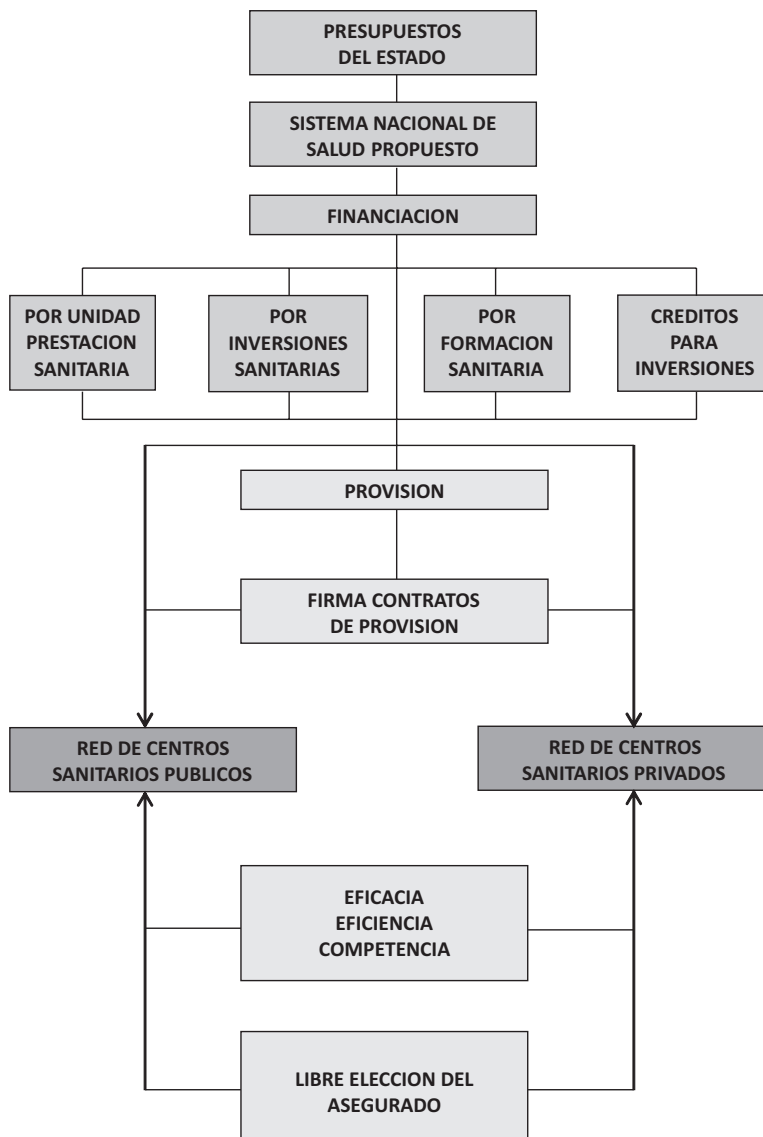 PRESUPUESTOS
DEL ESTADO
SISTEMA NACIONAL DE
SALUD PROPUESTO
FINANCIACION
POR UNIDAD
PRESTACION
SANITARIA
POR
INVERSIONES
SANITARIAS
POR
FORMACION
SANITARIA
CREDITOS
PARA
INVERSIONES
PROVISION
FIRMA CONTRATOS
DE PROVISION
RED DE CENTROS
SANITARIOS PUBLICOS
RED DE CENTROS
SANITARIOS PRIVADOS
EFICACIA
EFICIENCIA
COMPETENCIA
LIBRE ELECCION DEL
ASEGURADO